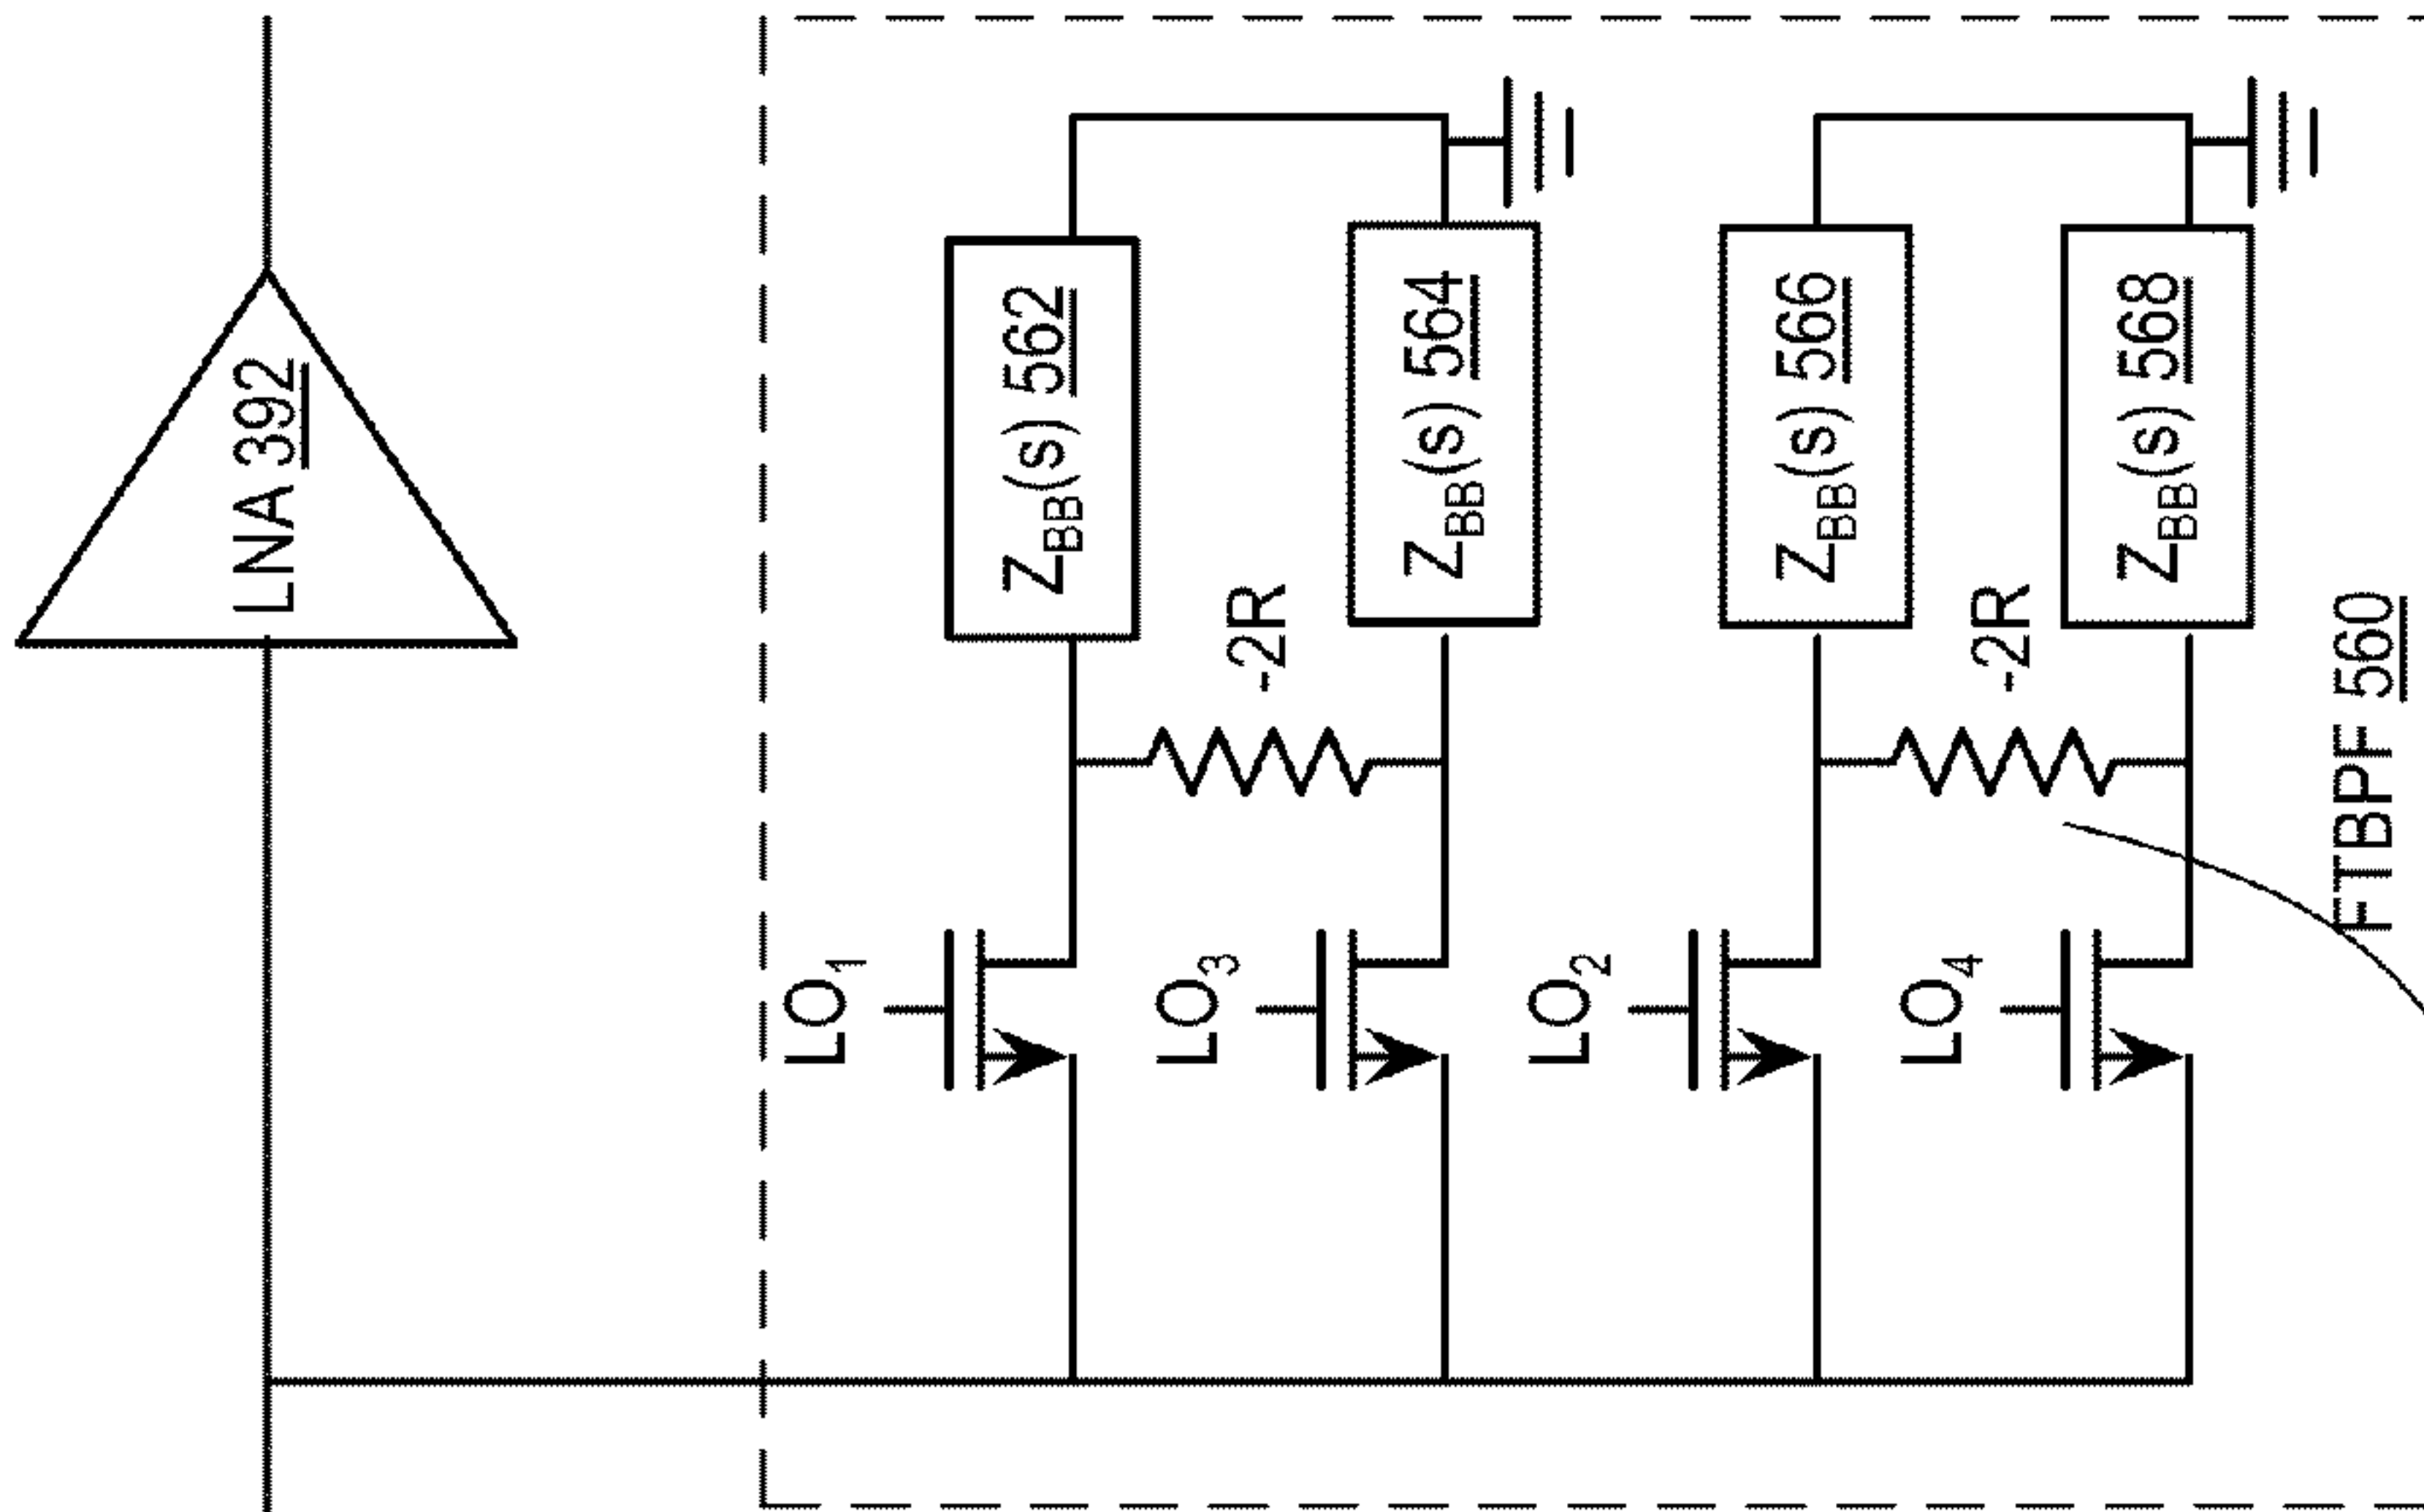 LNA 392
LO₁
Z_BB(s) 562
-2R
LO₃
Z_BB(s) 564
LO₂
Z_BB(s) 566
-2R
LO₄
Z_BB(s) 568
FTBPF 560